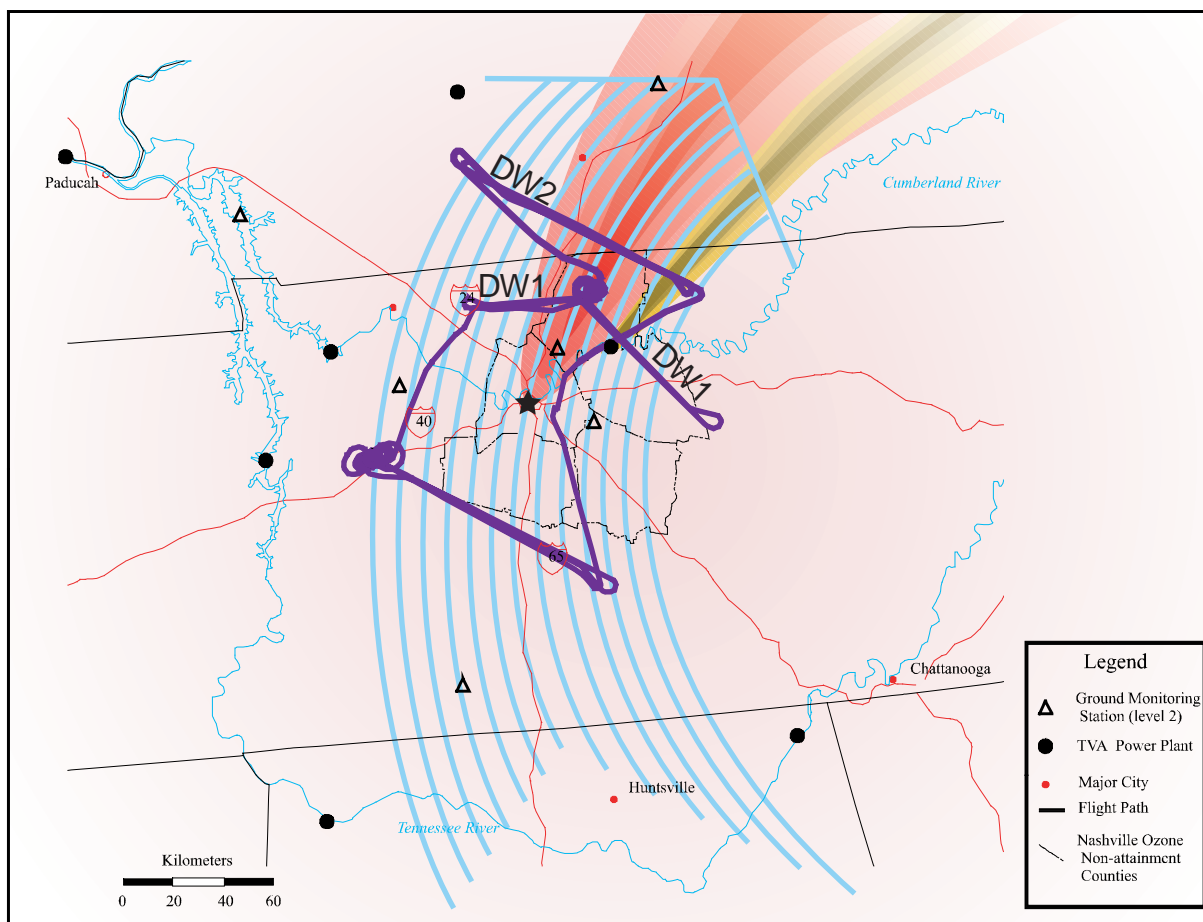 DW2
Paducah
Cumberland River
DW1
24
DW1
40
65
Chattanooga
Huntsville
Tennessee River
Kilometers
0 20 40 60
Legend
Ground Monitoring
Station (level 2)
TVA Power Plant
Major City
Flight Path
Nashville Ozone
Non-attainment
Counties